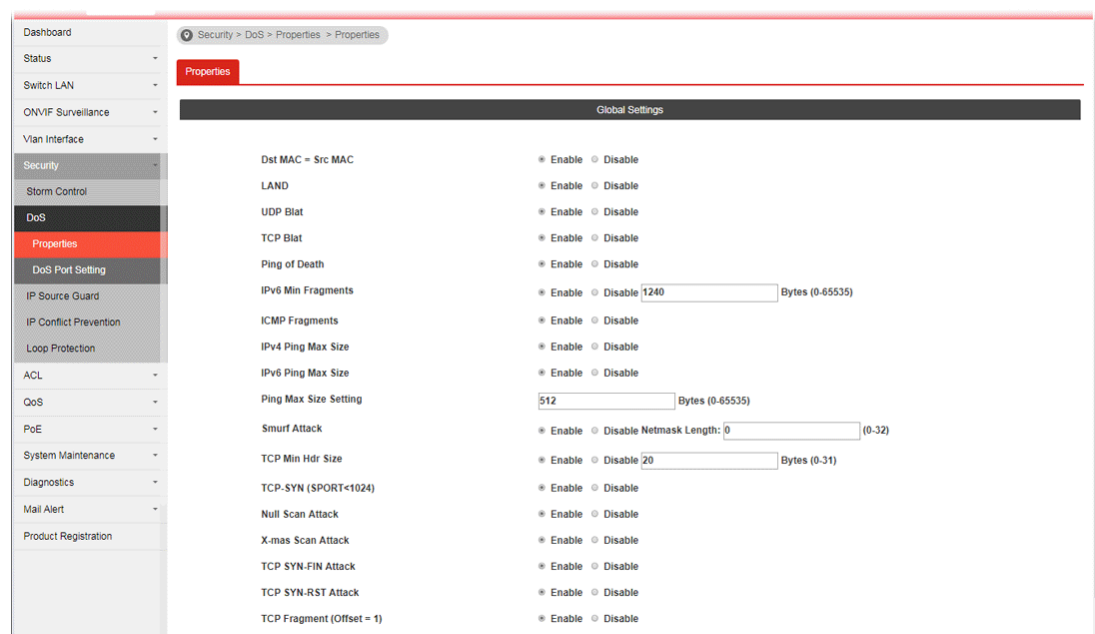 Dashboard
Status
Switch LAN
ONVIF Surveillance
Vlan Interface
Security
Storm Control
DoS
Properties
DoS Port Setting
IP Source Guard
IP Conflict Prevention
Loop Protection
ACL
QoS
PoE
System Maintenance
Diagnostics
Mail Alert
Product Registration
Security > DoS > Properties > Properties
Properties
Global Settings
Dst MAC = Src MAC Enable Disable
LAND Enable Disable
UDP Blat Enable Disable
TCP Blat Enable Disable
Ping of Death Enable Disable
IPv6 Min Fragments Enable Disable 1240 Bytes (0-65535)
ICMP Fragments Enable Disable
IPv4 Ping Max Size Enable Disable
IPv6 Ping Max Size Enable Disable
Ping Max Size Setting 512 Bytes (0-65535)
Smurf Attack Enable Disable Netmask Length: 0 (0-32)
TCP Min Hdr Size Enable Disable 20 Bytes (0-31)
TCP-SYN (SPORT<1024) Enable Disable
Null Scan Attack Enable Disable
X-mas Scan Attack Enable Disable
TCP SYN-FIN Attack Enable Disable
TCP SYN-RST Attack Enable Disable
TCP Fragment (Offset = 1) Enable Disable